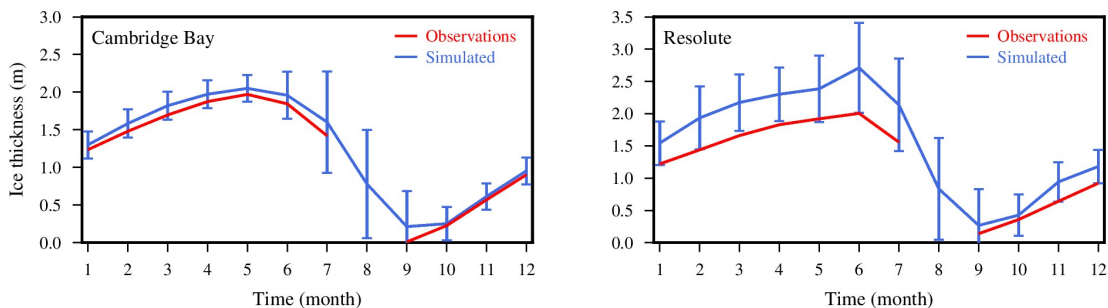 Cambridge Bay
Observations
Simulated
Ice thickness (m)
3.0
2.5
2.0
1.5
1.0
0.5
0.0
1 2 3 4 5 6 7 8 9 10 11 12
Time (month)
Resolute
Observations
Simulated
3.5
3.0
2.5
2.0
1.5
1.0
0.5
0.0
1 2 3 4 5 6 7 8 9 10 11 12
Time (month)